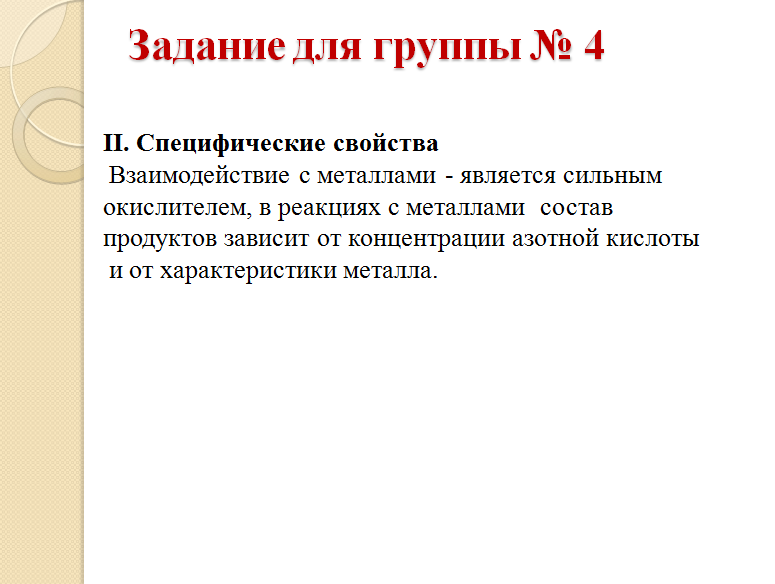 Задание для группы № 4
II. Специфические свойства
Взаимодействие с металлами - является сильным
окислителем, в реакциях с металлами состав
продуктов зависит от концентрации азотной кислоты
и от характеристики металла.